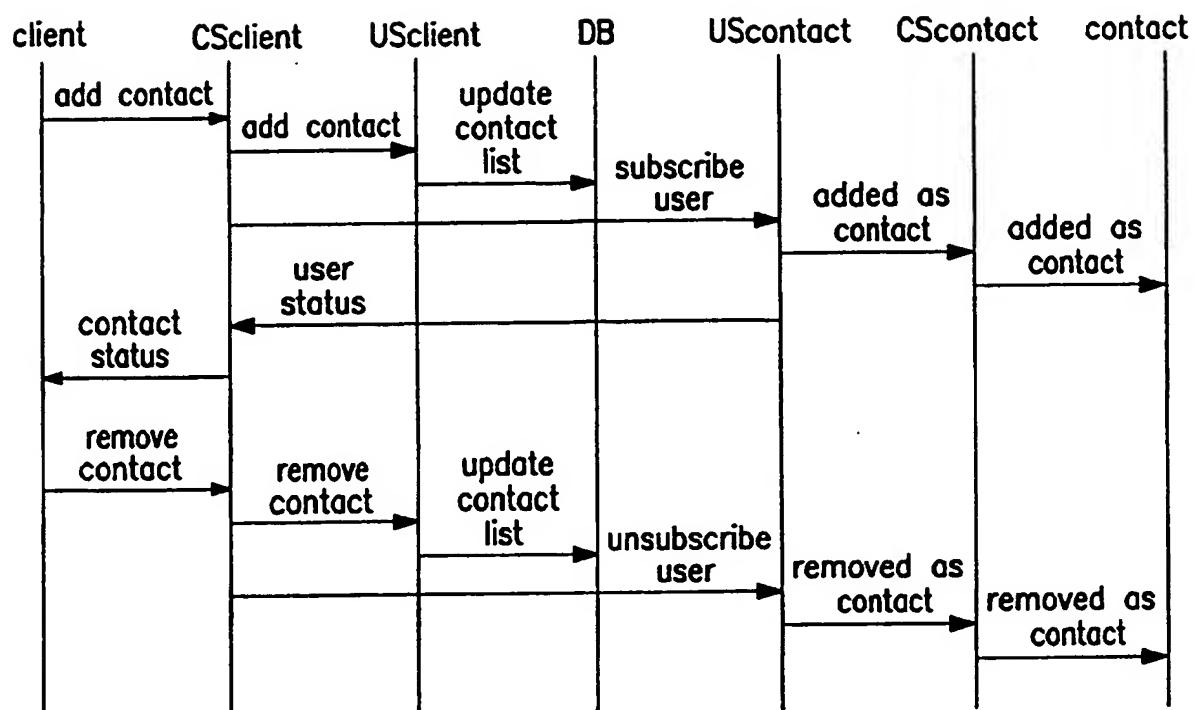 client CSclient USclient DB UScontact CScontact contact
add contact
add contact
update
contact
list
subscribe
user
added as
contact
added as
contact
user
status
contact
status
remove
contact
remove
contact
update
contact
list
unsubscribe
user
removed as
contact
removed as
contact